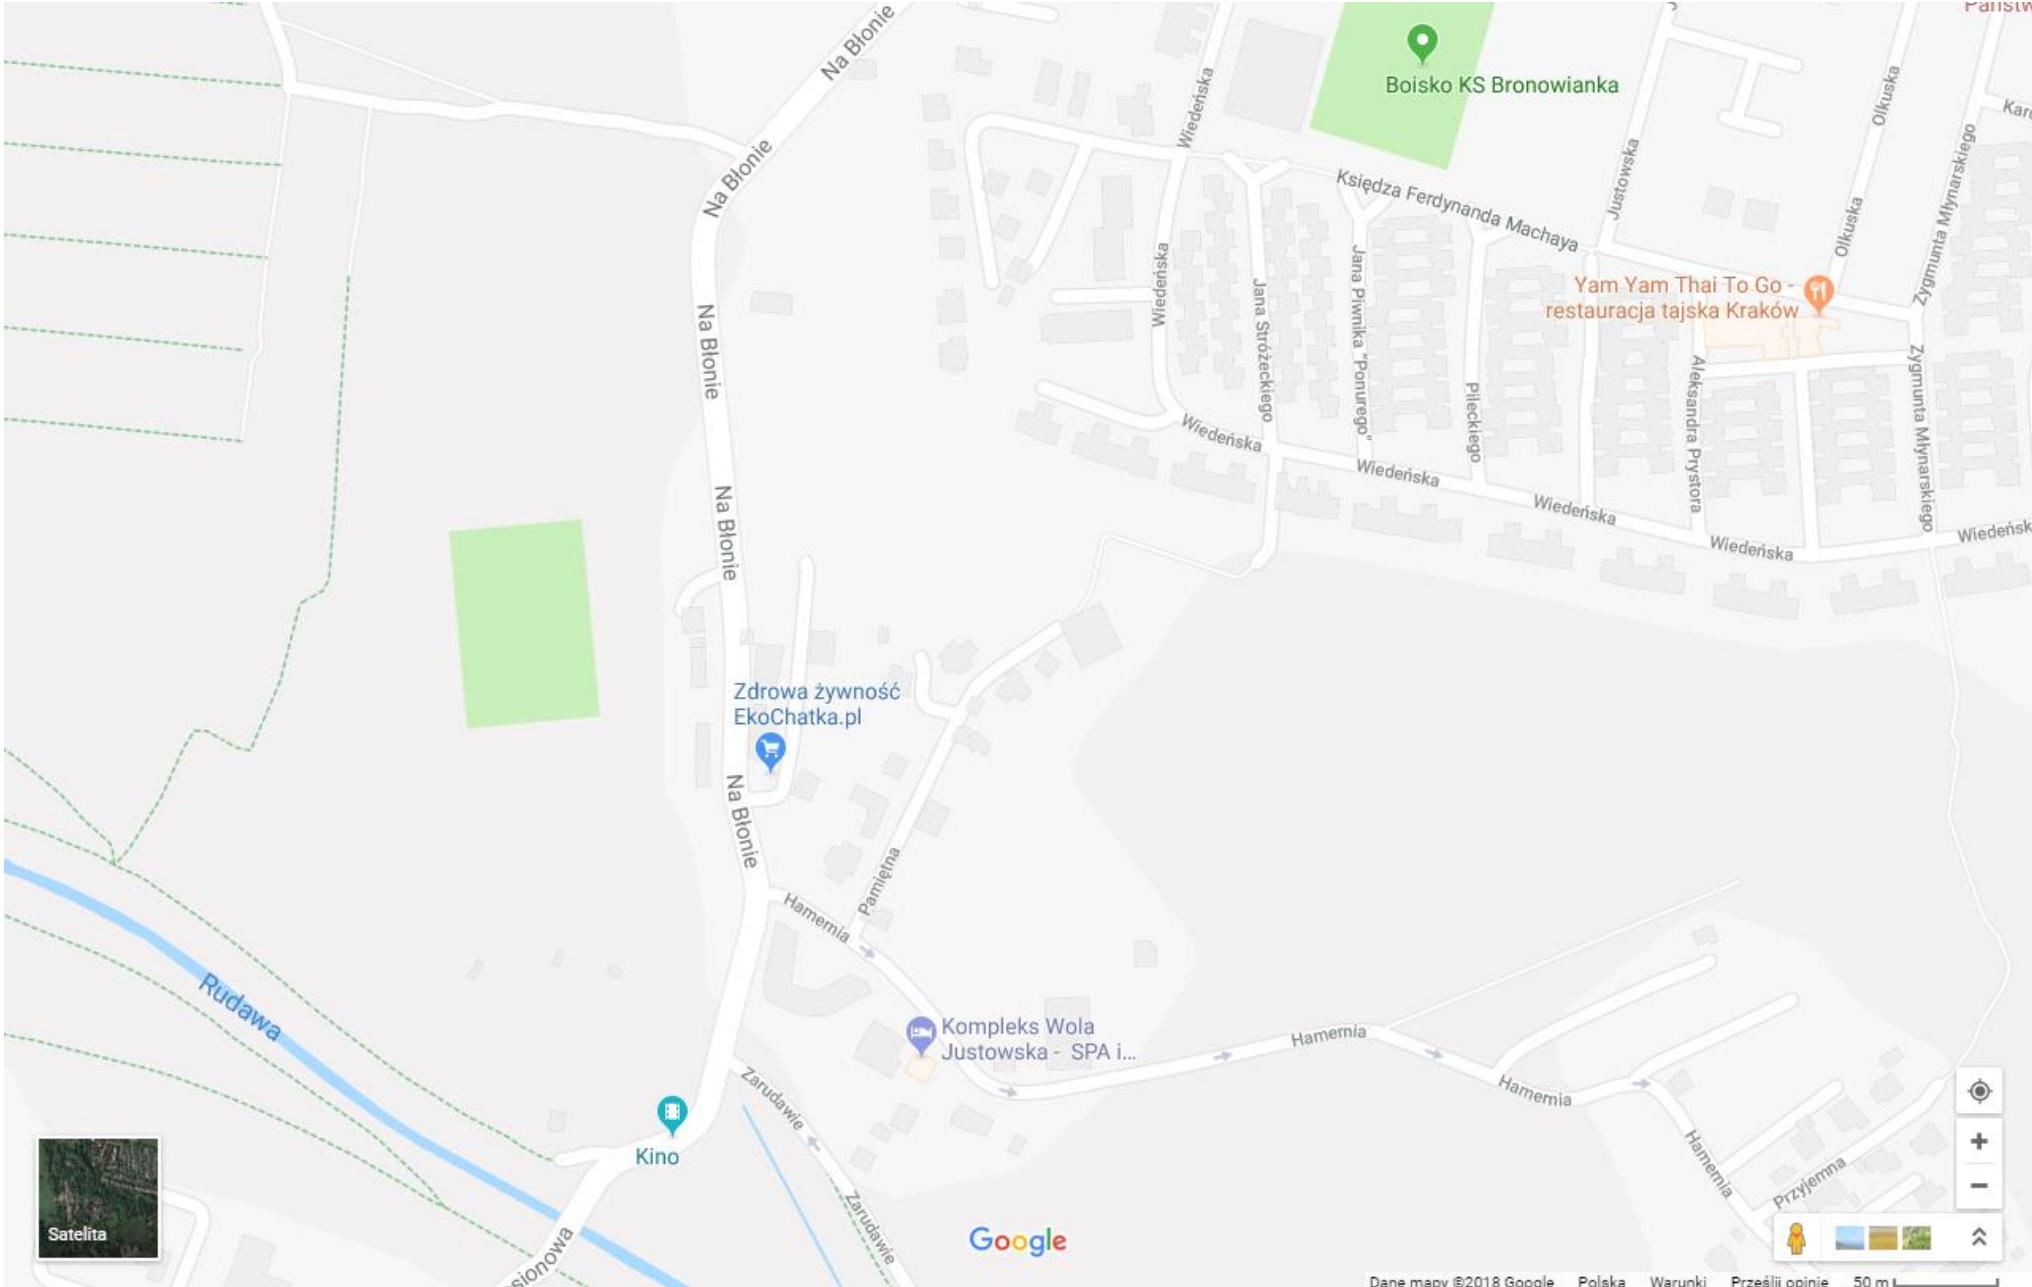 Państw
Na Błonie
Boisko KS Bronowianka
Wiedeńska
Olkuska
Karo
Na Błonie
Justowska
Zygmunta Młynarskiego
Księdza Ferdynanda Machaya
Olkuska
Wiedeńska
Jana Stróżeckiego
Jana Piwnika "Ponurego"
Yam Yam Thai To Go -
restauracja tajska Kraków
Na Błonie
Pileckiego
Aleksandra Prystora
Zygmunta Młynarskiego
Wiedeńska
Wiedeńska
Wiedeńska
Wiedeńska
Wiedeńsk
Na Błonie
Zdrowa żywność
EkoChatka.pl
Na Błonie
Pamiętna
Hamernia
Rudawa
Kompleks Wola
Justowska - SPA i...
Hamernia
Hamernia
Zarudawie
Kino
Hamernia
Przyjemna
Zarudawie
Satelita
sionowa
Google
Dane mapy ©2018 Google Polska Warunki Prześlij opinię 50 m